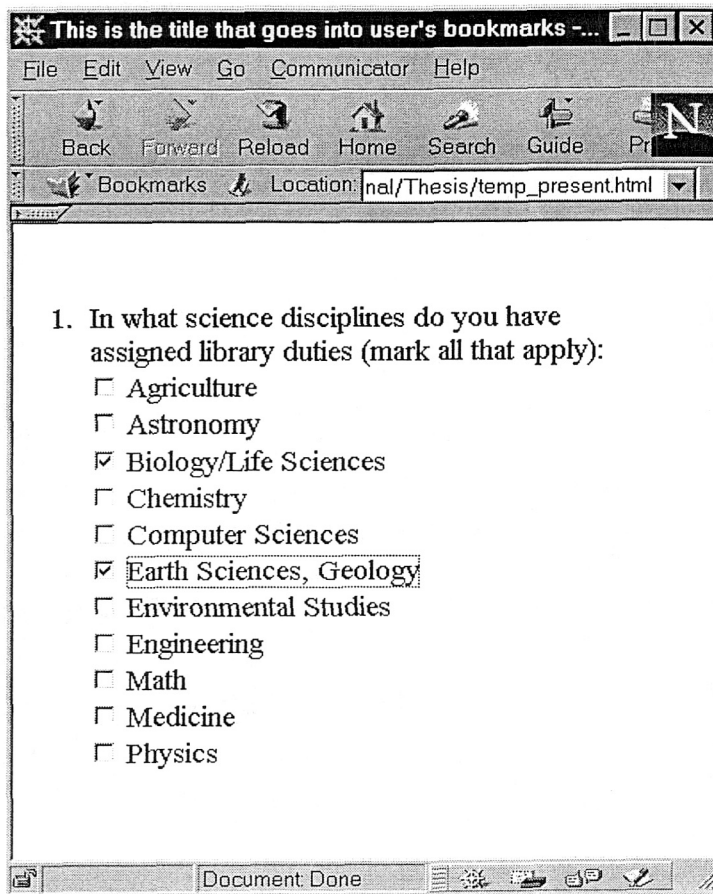 This is the title that goes into user's bookmarks -...
File Edit View Go Communicator Help
Back Forward Reload Home Search Guide Pr N
Bookmarks Location: nal/Thesis/temp_present.html
1. In what science disciplines do you have
assigned library duties (mark all that apply):
Agriculture
Astronomy
Biology/Life Sciences
Chemistry
Computer Sciences
Earth Sciences, Geology
Environmental Studies
Engineering
Math
Medicine
Physics
Document: Done